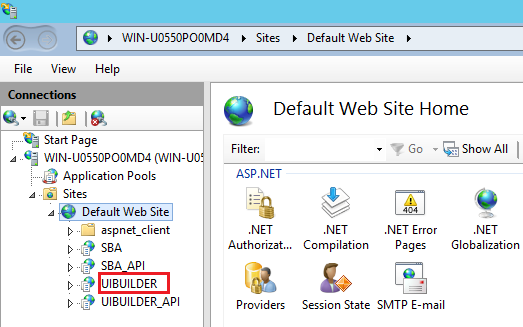 WIN-U0550PO0MD4 Sites Default Web Site
File View Help
Connections
Start Page
WIN-U0550PO0MD4 (WIN-U05
Application Pools
Sites
Default Web Site
aspnet_client
SBA
SBA_API
UIBUILDER
UIBUILDER_API
Default Web Site Home
Filter: Go Show All
ASP.NET
.NET Authorizat...
.NET Compilation
404
.NET Error Pages
.NET Globalization
Providers
Session State
SMTP E-mail